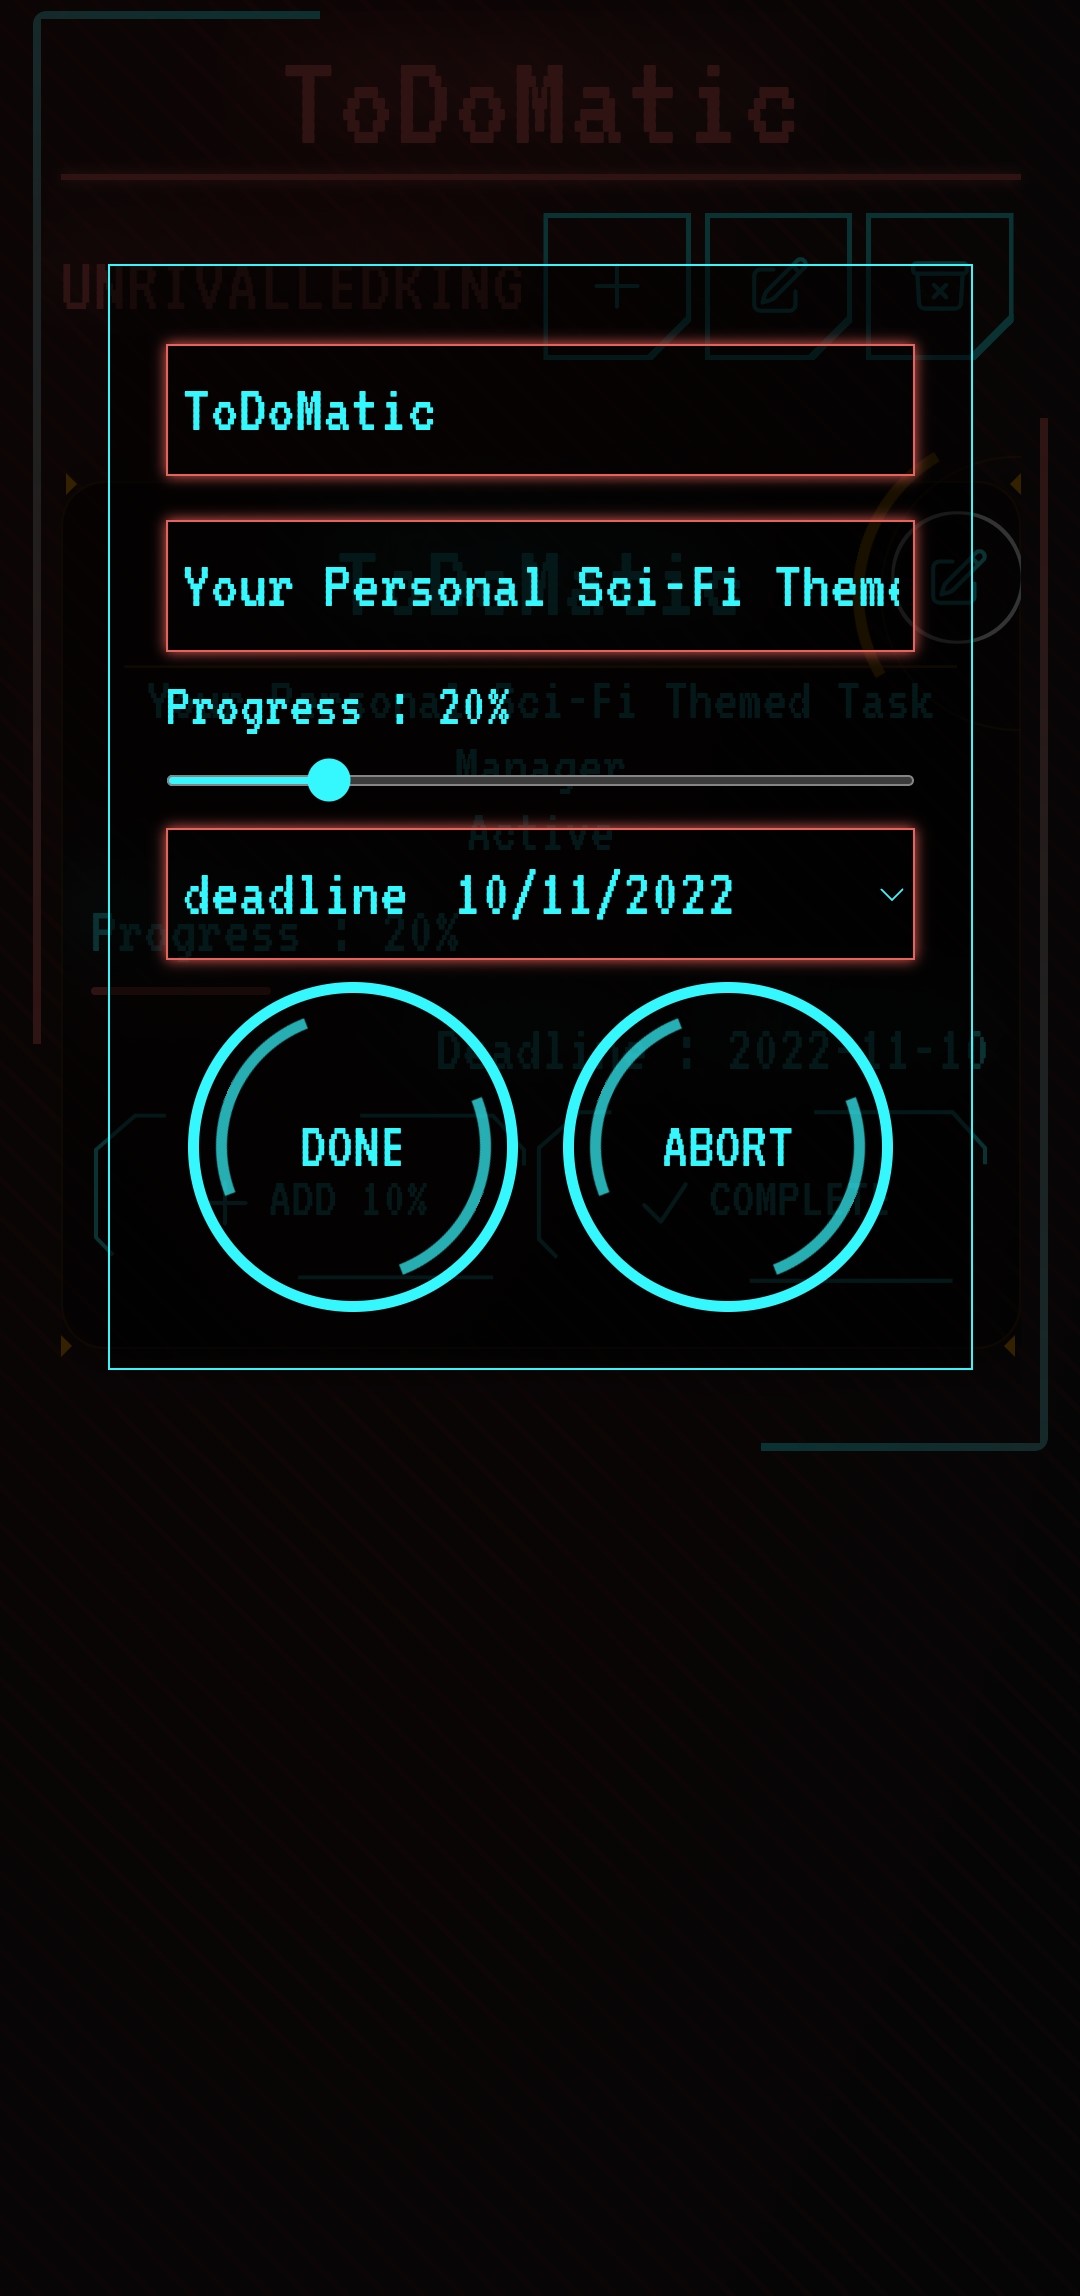 ToDoMatic
UNRIVALLEDKING
ToDoMatic
Your Personal Sci-Fi Theme
ToDoMatic
Progress : 20%
Your Personal Sci-Fi Themed Task
Manager
Active
deadline 10/11/2022
Progress : 20%
Deadline : 2022-11-10
DONE
ABORT
ADD 10%
COMPLETE